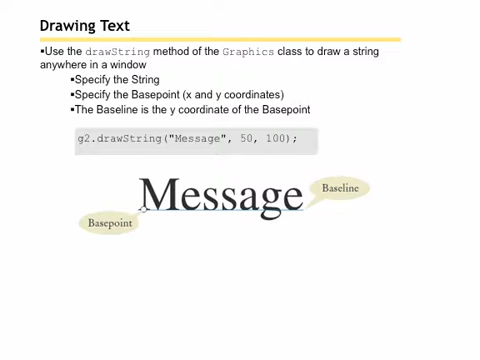 Drawing Text
▪Use the drawString method of the Graphics class to draw a string
anywhere in a window
▪Specify the String
▪Specify the Basepoint (x and y coordinates)
▪The Baseline is the y coordinate of the Basepoint
g2.drawString("Message", 50, 100);
Message
Baseline
Basepoint